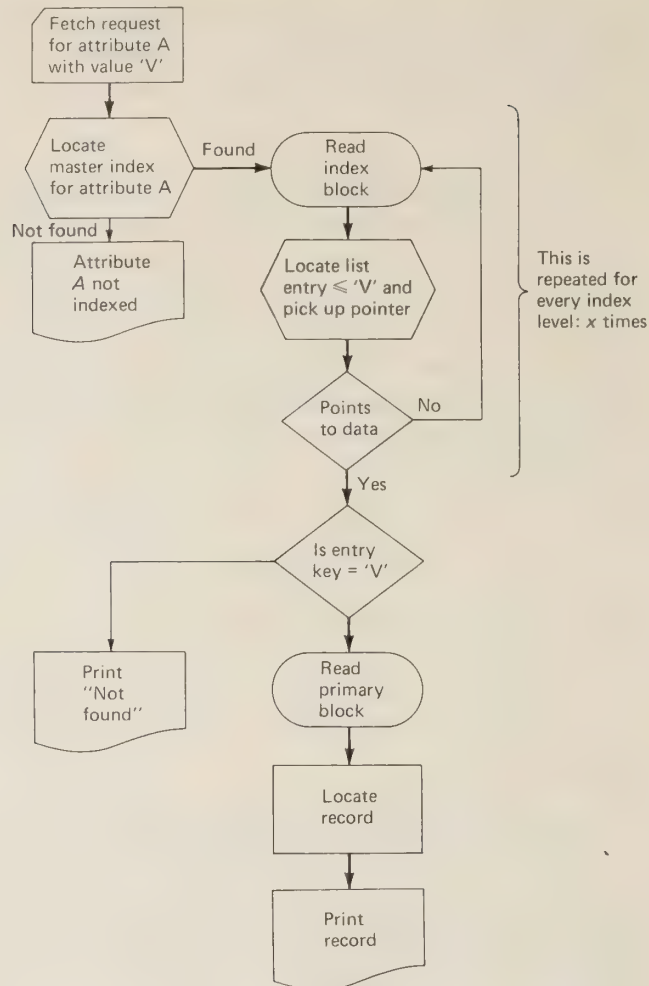 Fetch request
for attribute A
with value 'V'
Locate
master index
for attribute A
Found
Not found
Attribute
A not
indexed
Read
index
block
Locate list
entry ⩽ 'V' and
pick up pointer
This is
repeated for
every index
level: x times
Points
to data
No
Yes
Is entry
key = 'V'
Print
"Not
found"
Read
primary
block
Locate
record
Print
record